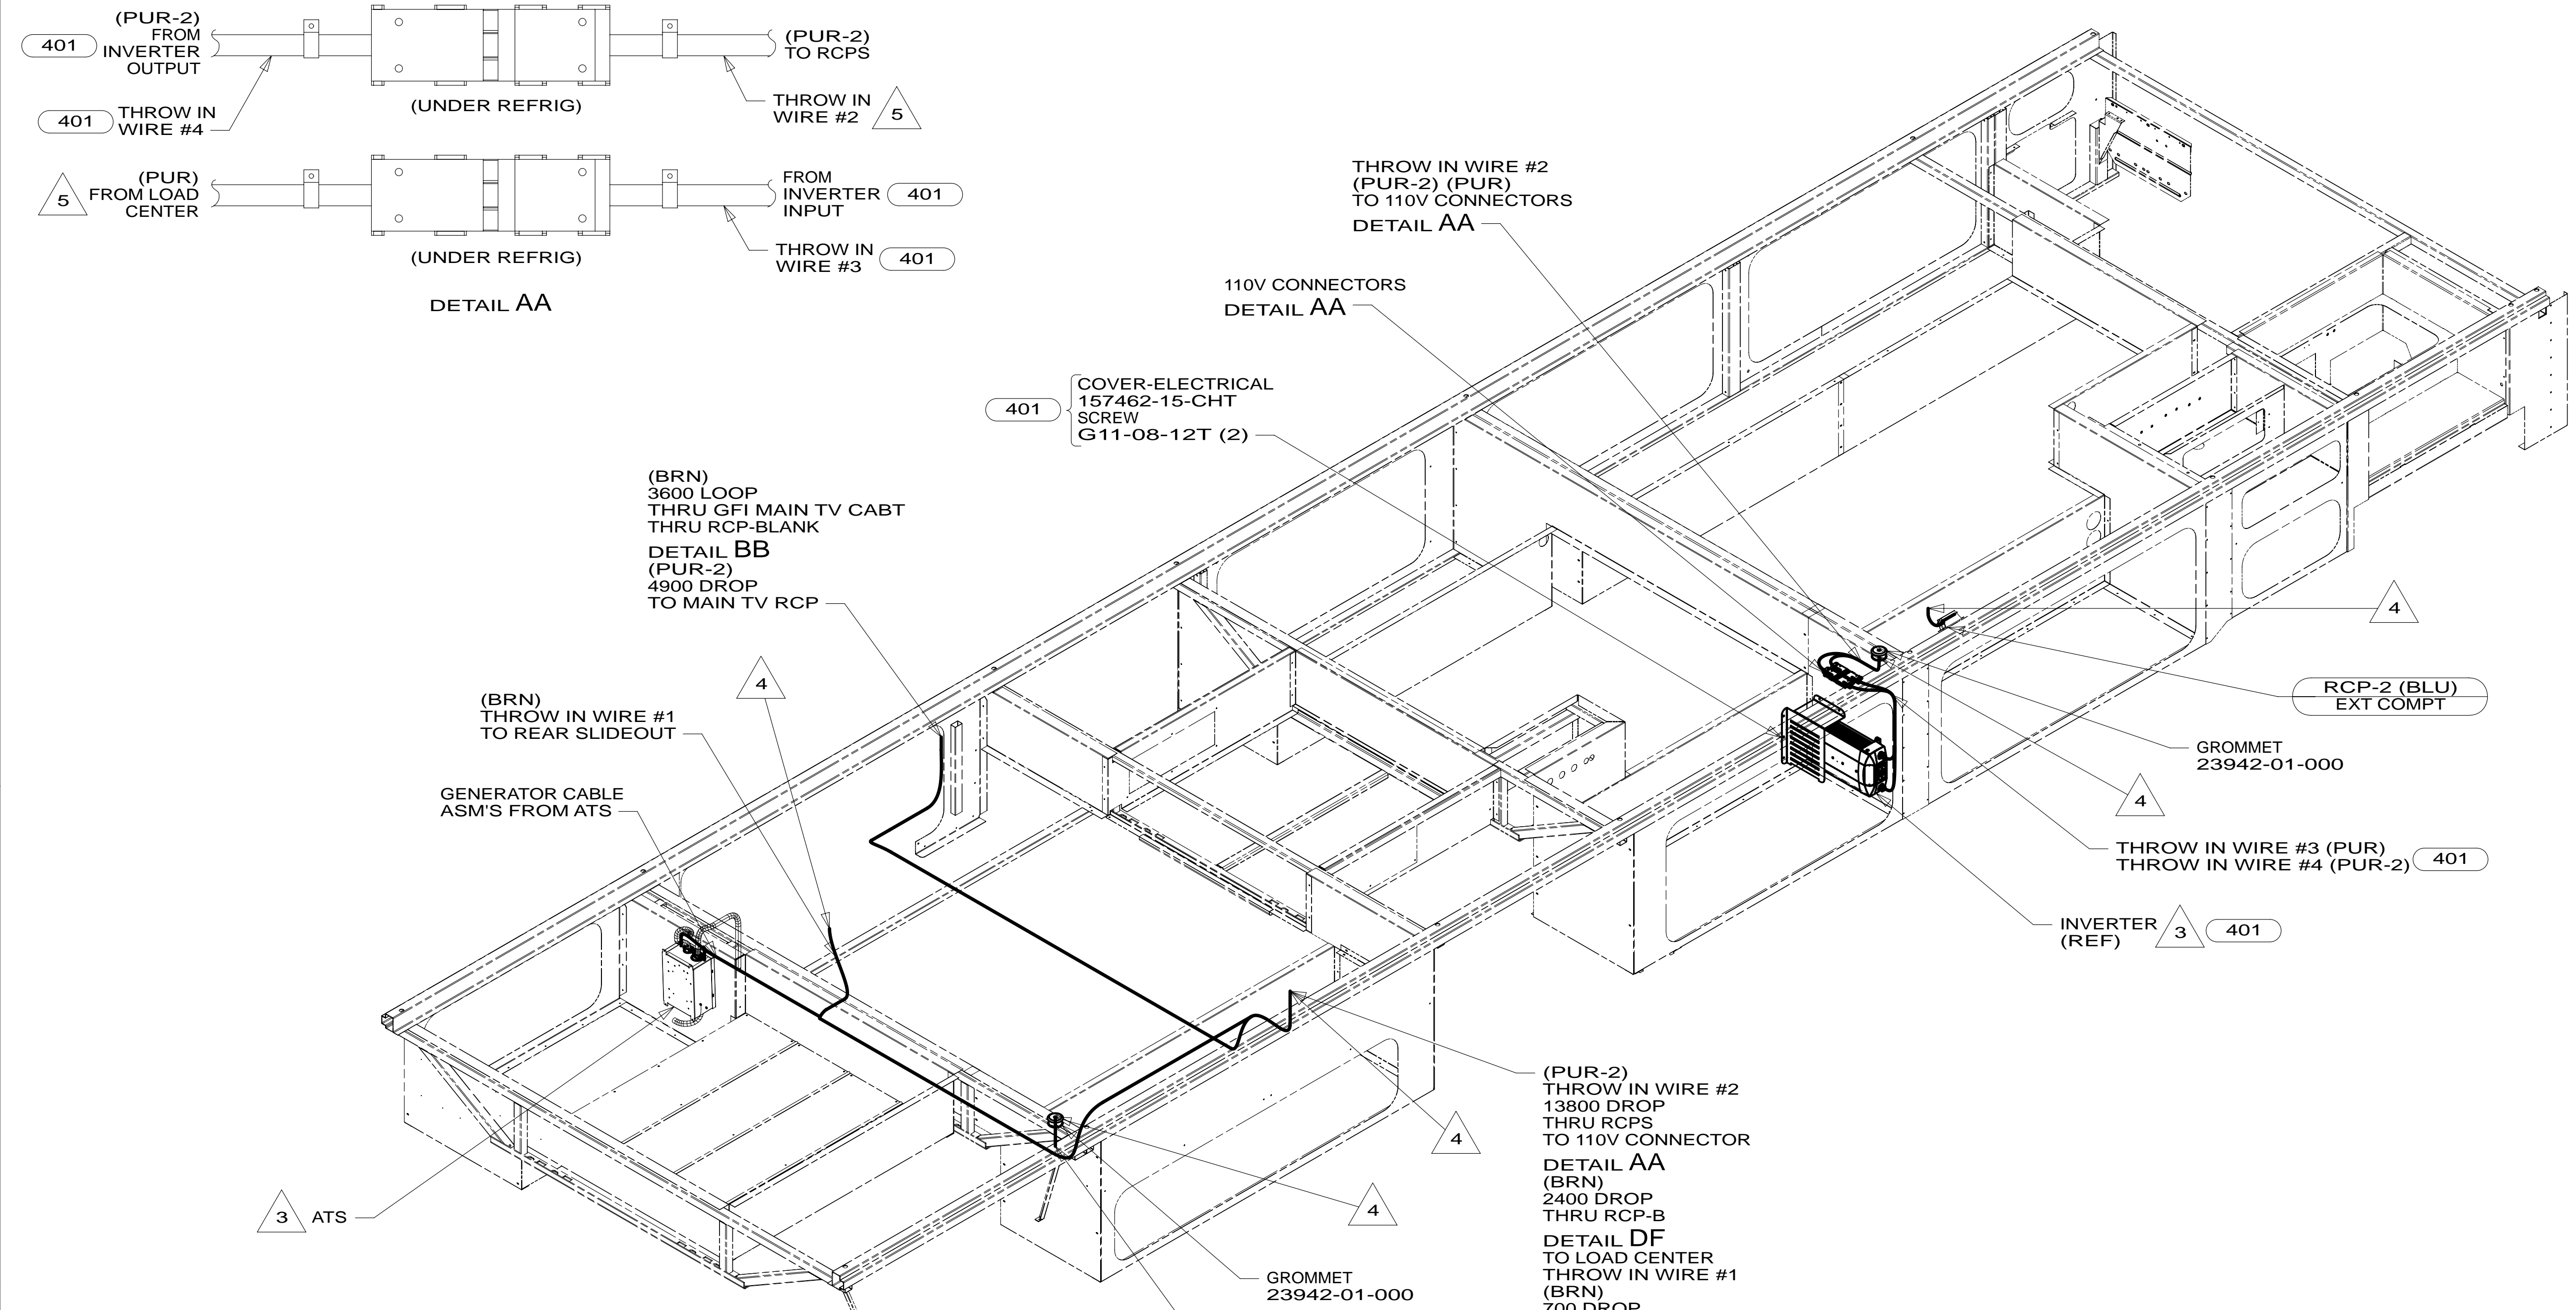 (PUR-2)
FROM
INVERTER
OUTPUT
401
(PUR-2)
TO RCPS
(UNDER REFRIG)
401
THROW IN
WIRE #4
THROW IN
WIRE #2
5
5
(PUR)
FROM LOAD
CENTER
FROM
INVERTER
INPUT
401
(UNDER REFRIG)
THROW IN
WIRE #3
401
DETAIL AA
THROW IN WIRE #2
(PUR-2) (PUR)
TO 110V CONNECTORS
DETAIL AA
110V CONNECTORS
DETAIL AA
401
COVER-ELECTRICAL
157462-15-CHT
SCREW
G11-08-12T (2)
(BRN)
3600 LOOP
THRU GFI MAIN TV CABT
THRU RCP-BLANK
DETAIL BB
(PUR-2)
4900 DROP
TO MAIN TV RCP
4
(BRN)
THROW IN WIRE #1
TO REAR SLIDEOUT
GENERATOR CABLE
ASM'S FROM ATS
4
RCP-2 (BLU)
EXT COMPT
GROMMET
23942-01-000
4
THROW IN WIRE #3 (PUR)
THROW IN WIRE #4 (PUR-2)
401
INVERTER
(REF)
3
401
3
ATS
4
4
GROMMET
23942-01-000
(PUR-2)
THROW IN WIRE #2
13800 DROP
THRU RCPS
TO 110V CONNECTOR
DETAIL AA
(BRN)
2400 DROP
THRU RCP-B
DETAIL DF
TO LOAD CENTER
THROW IN WIRE #1
(BRN)
700 DROP